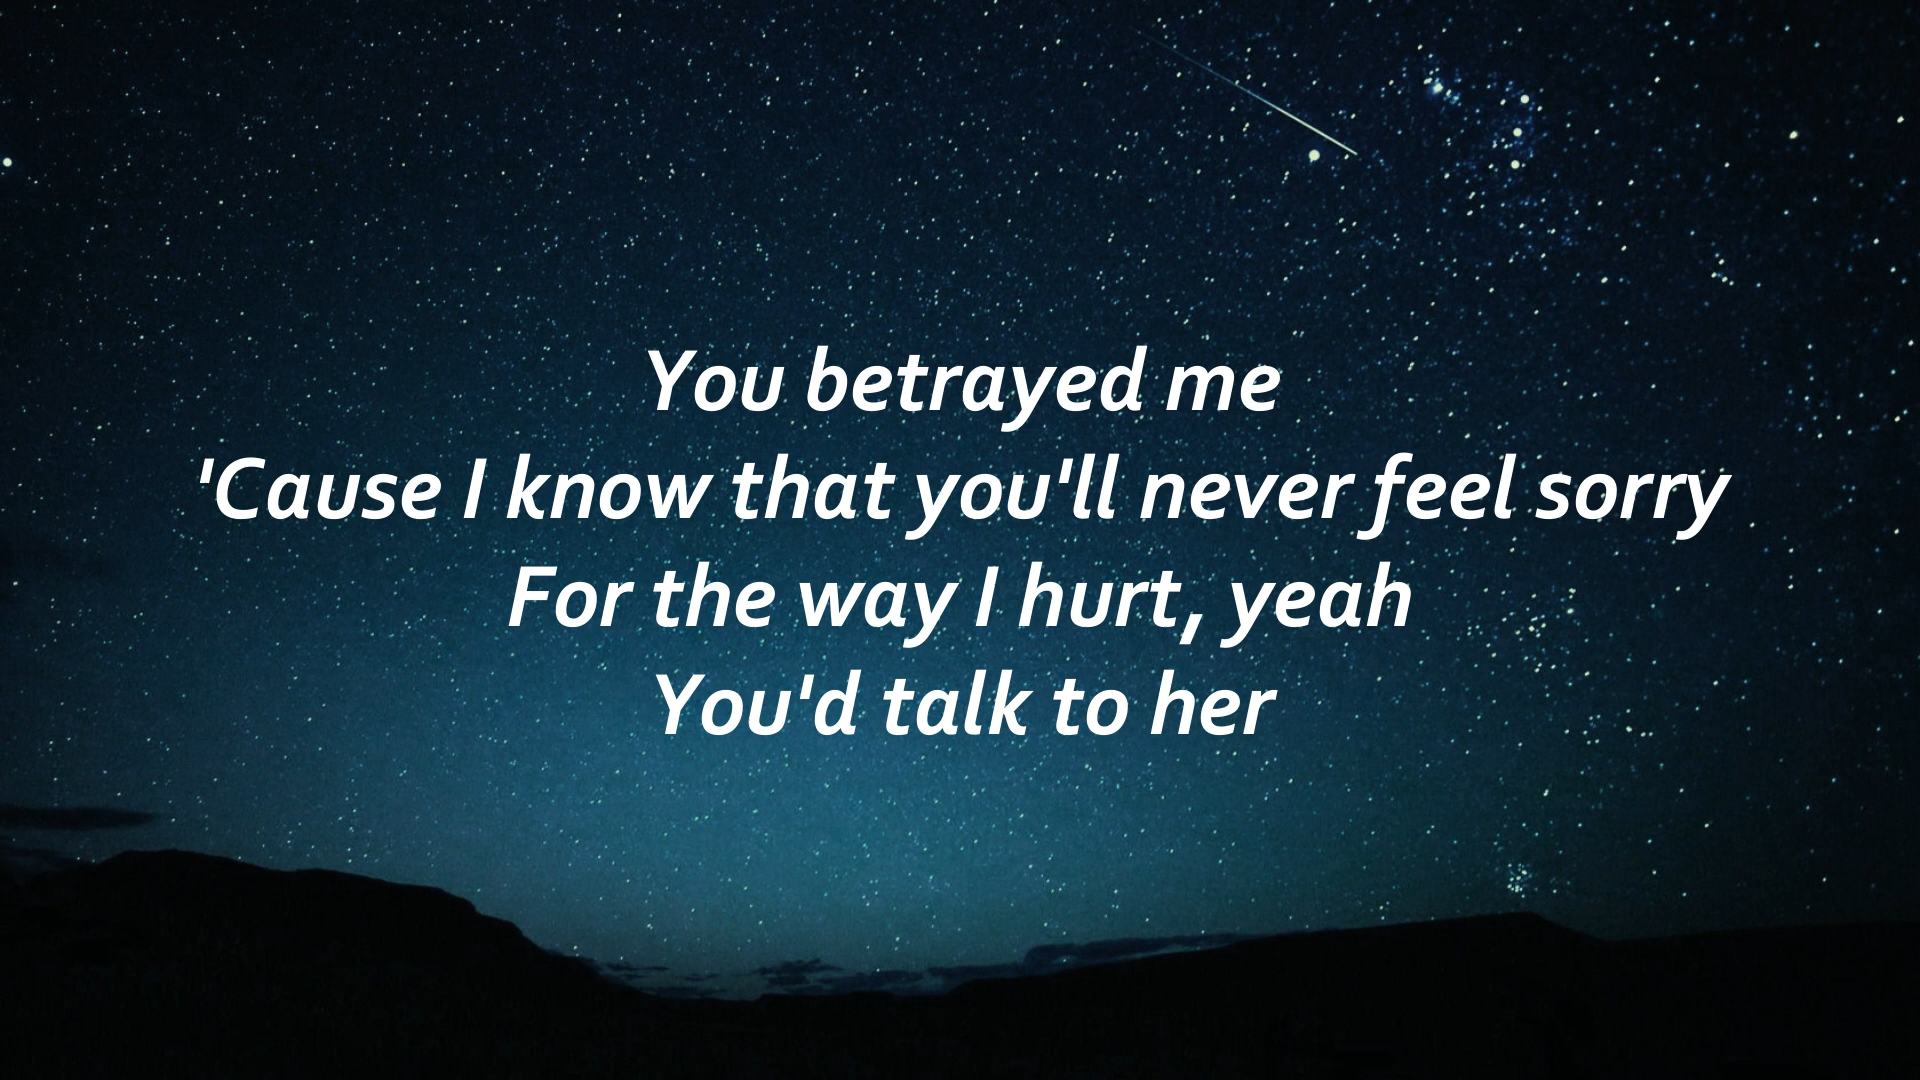 You betrayed me
'Cause I know that you'll never feel sorry
For the way I hurt, yeah
You'd talk to her